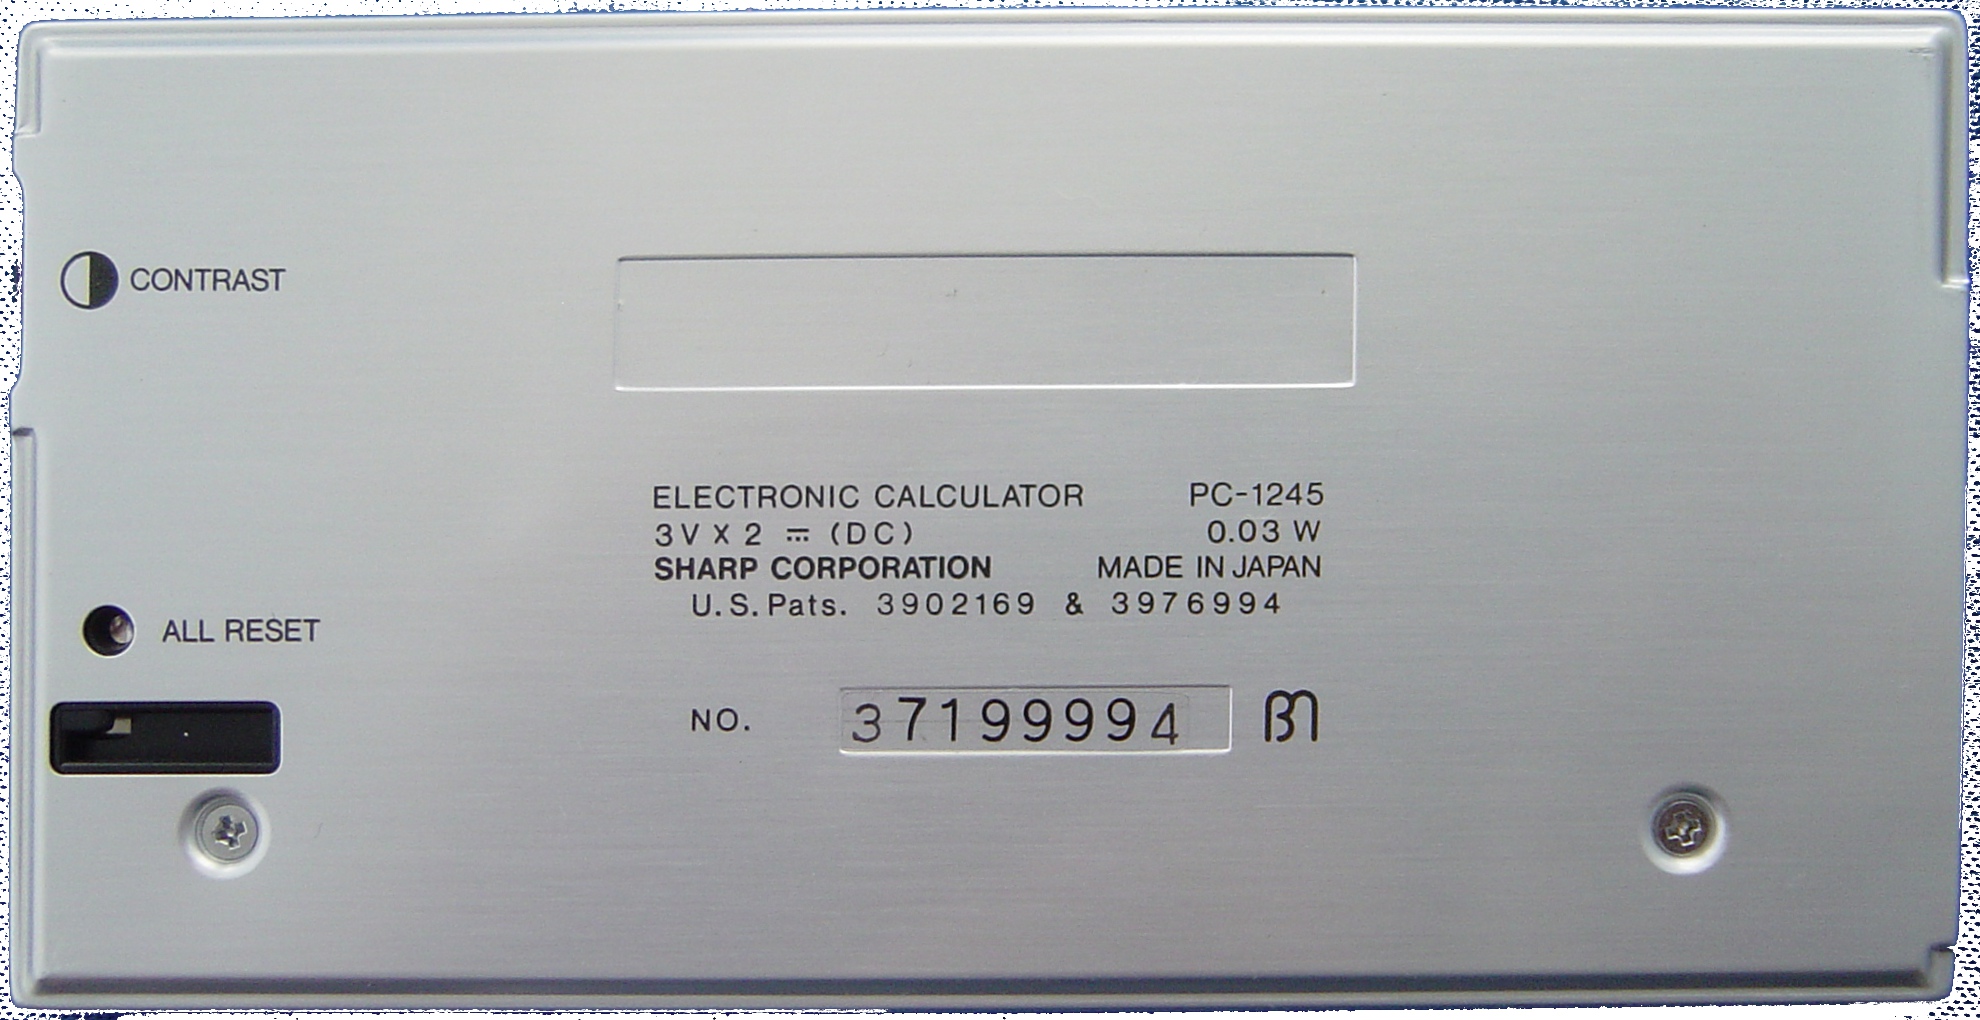 CONTRAST
ELECTRONIC CALCULATOR PC-1245
3V X 2 ⎓ (DC) 0.03 W
SHARP CORPORATION MADE IN JAPAN
U.S.Pats. 3902169 & 3976994
ALL RESET
NO. 37199994